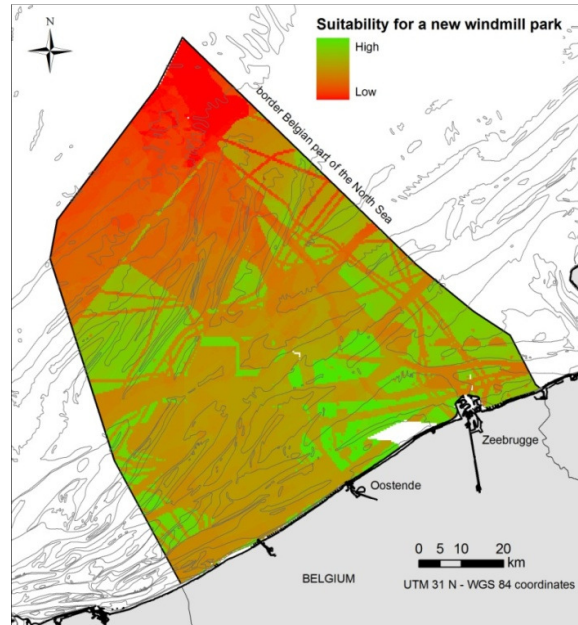 N
Suitability for a new windmill park
High
Low
border Belgian part of the North Sea
Zeebrugge
Oostende
0 5 10 20
km
BELGIUM
UTM 31 N - WGS 84 coordinates